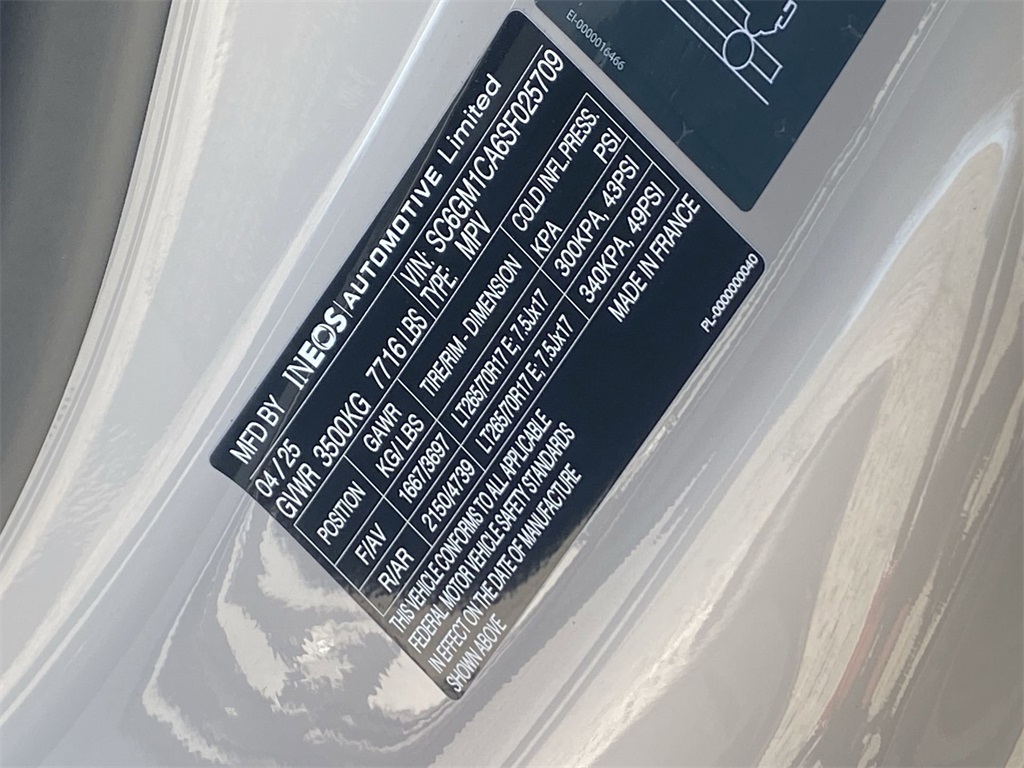 EI-0000016466
MFD BY INEOS | AUTOMOTIVE Limited
04 / 25 VIN: SC6GM1CA6SF025709
GVWR 3500KG 7716 LBS TYPE: MPV
POSITION GAWR KG / LBS TIRE/RIM - DIMENSION COLD INFL.PRESS. KPA PSI
F/AV 1667/3697 LT265/70R17 E; 7.5Jx17 300KPA, 43PSI
R/AR 2150/4739 LT265/70R17 E; 7.5Jx17 340KPA, 49PSI
THIS VEHICLE CONFORMS TO ALL APPLICABLE MADE IN FRANCE
FEDERAL MOTOR VEHICLE SAFETY STANDARDS
IN EFFECT ON THE DATE OF MANUFACTURE
SHOWN ABOVE
PL-0000000040